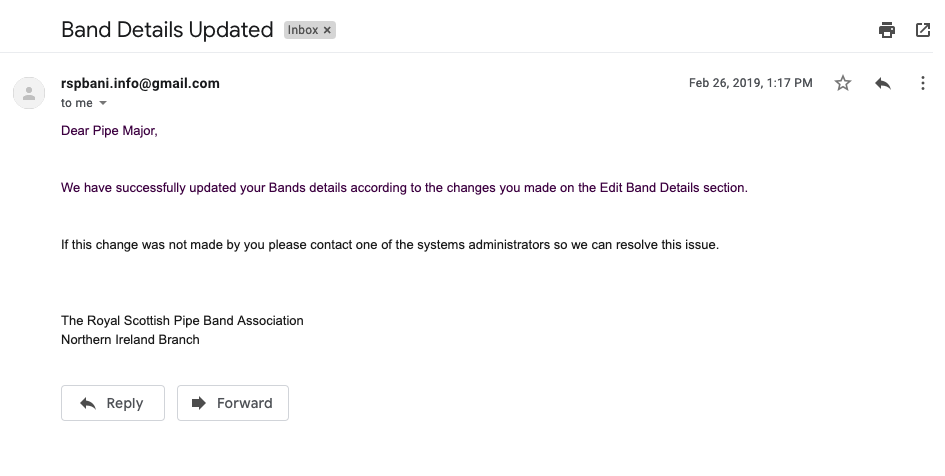 Band Details Updated Inbox x
rspbani.info@gmail.com Feb 26, 2019, 1:17 PM
to me
Dear Pipe Major,
We have successfully updated your Bands details according to the changes you made on the Edit Band Details section.
If this change was not made by you please contact one of the systems administrators so we can resolve this issue.
The Royal Scottish Pipe Band Association
Northern Ireland Branch
Reply Forward